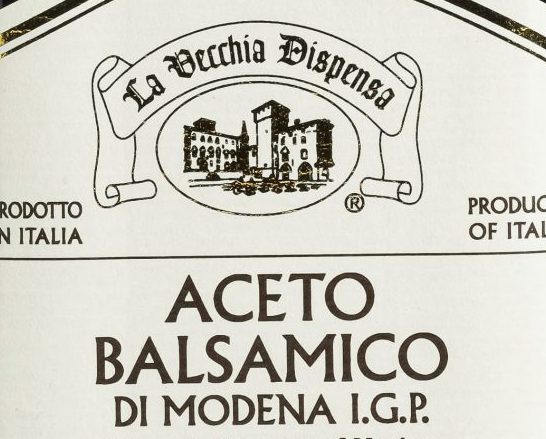 La Vecchia Dispensa
®
RODOTTO
N ITALIA
PRODUC
OF ITAL
ACETO
BALSAMICO
DI MODENA I.G.P.